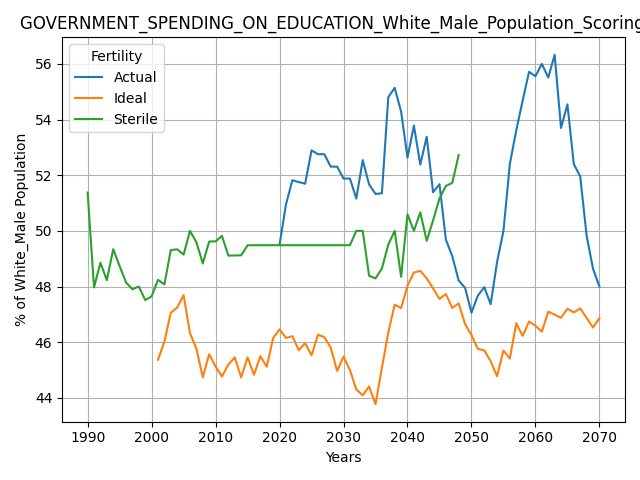 GOVERNMENT_SPENDING_ON_EDUCATION_White_Male_Population_Scoring
Fertility
Actual
Ideal
Sterile
% of White_Male Population
56
54
52
50
48
46
44
1990 2000 2010 2020 2030 2040 2050 2060 2070
Years